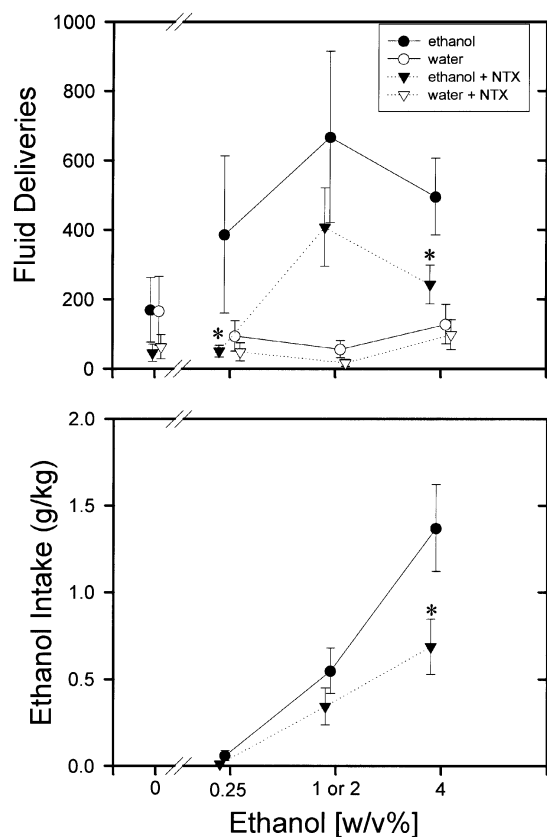 1000
800
600
400
200
0
Fluid Deliveries
ethanol
water
ethanol + NTX
water + NTX
*
*
2.0
1.5
1.0
0.5
0.0
Ethanol Intake (g/kg)
*
0 0.25 1 or 2 4
Ethanol [w/v%]